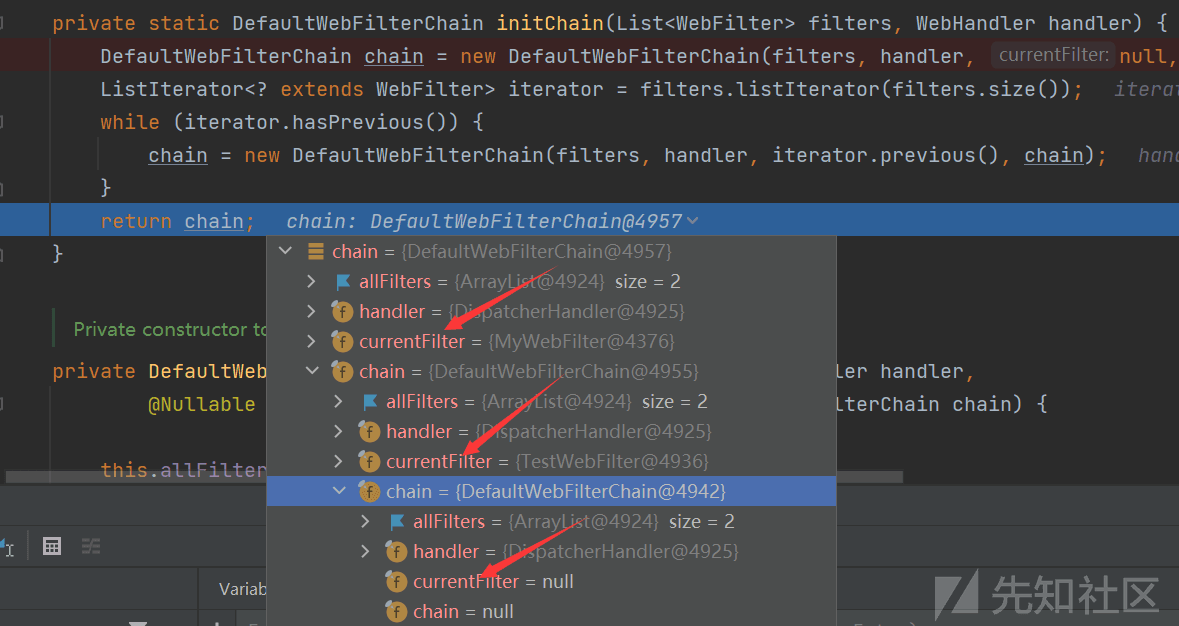 private static DefaultWebFilterChain initChain(List<WebFilter> filters, WebHandler handler) {
DefaultWebFilterChain chain = new DefaultWebFilterChain(filters, handler, currentFilter: null,
ListIterator<? extends WebFilter> iterator = filters.listIterator(filters.size()); iterat
while (iterator.hasPrevious()) {
chain = new DefaultWebFilterChain(filters, handler, iterator.previous(), chain); hand
}
return chain; chain: DefaultWebFilterChain@4957
}
chain = {DefaultWebFilterChain@4957}
allFilters = {ArrayList@4924} size = 2
handler = {DispatcherHandler@4925}
Private constructor to
currentFilter = {MyWebFilter@4376}
private DefaultWeb
chain = {DefaultWebFilterChain@4955}
ler handler,
@Nullable
allFilters = {ArrayList@4924} size = 2
lterChain chain) {
handler = {DispatcherHandler@4925}
this.allFilter
currentFilter = {TestWebFilter@4936}
chain = {DefaultWebFilterChain@4942}
allFilters = {ArrayList@4924} size = 2
handler = {DispatcherHandler@4925}
currentFilter = null
Variab
chain = null
先知社区